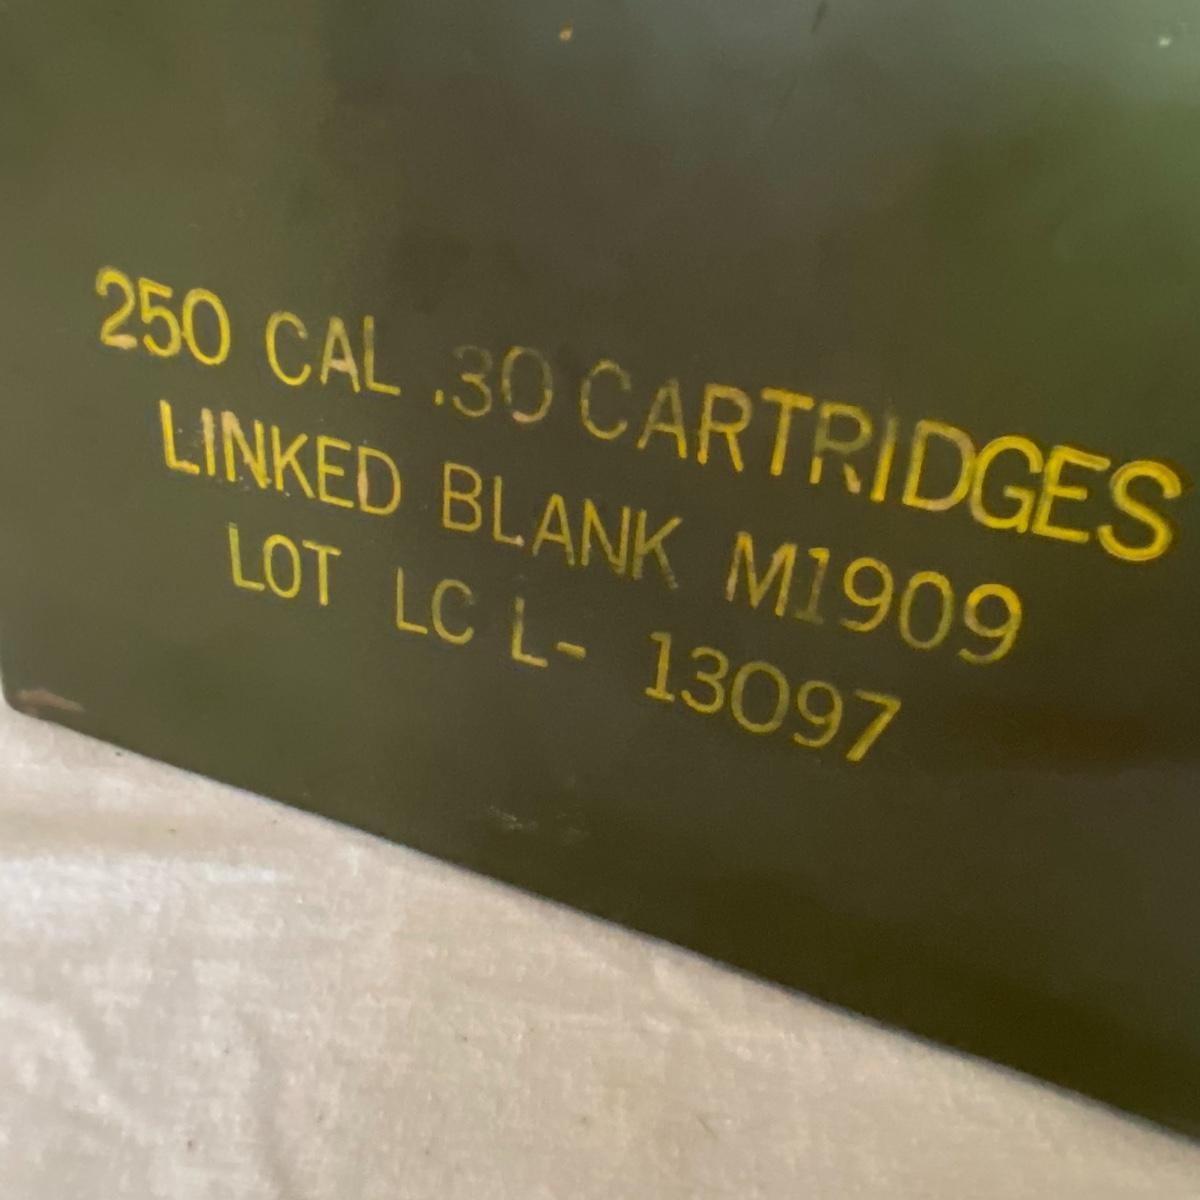 250 CAL .30 CARTRIDGES
LINKED BLANK M1909
LOT LC L- 13097